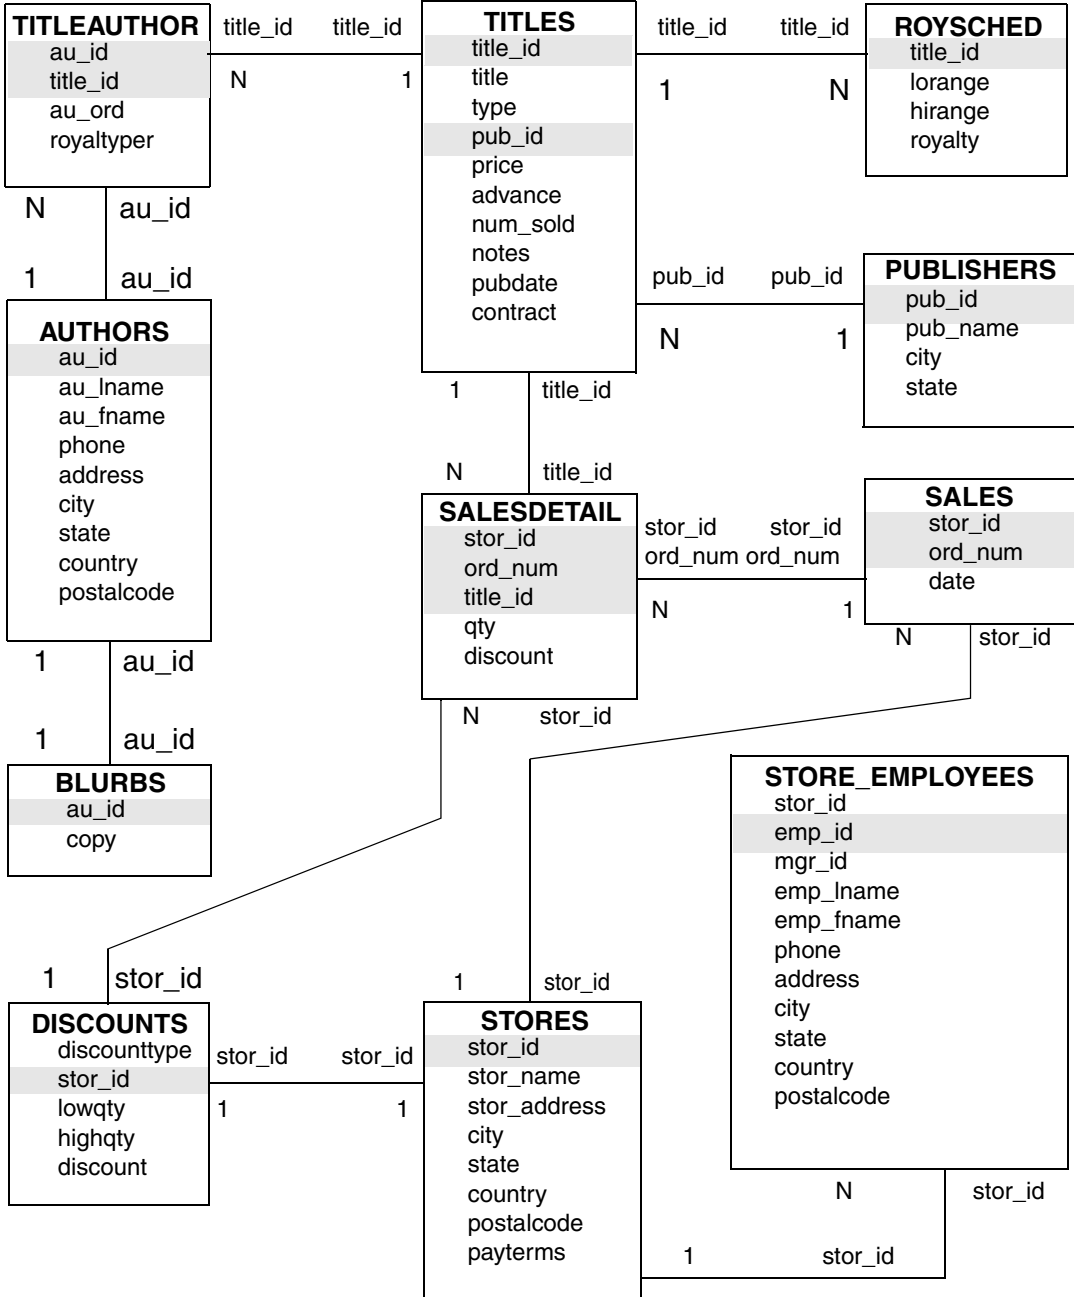 TITLEAUTHOR
au_id
title_id
au_ord
royaltyper
title_id title_id
N 1
TITLES
title_id
title
type
pub_id
price
advance
num_sold
notes
pubdate
contract
title_id title_id
1 N
ROYSCHED
title_id
lorange
hirange
royalty
N au_id
1 au_id
pub_id pub_id
N 1
PUBLISHERS
pub_id
pub_name
city
state
AUTHORS
au_id
au_lname
au_fname
phone
address
city
state
country
postalcode
1 title_id
N title_id
SALESDETAIL
stor_id
ord_num
title_id
qty
discount
stor_id stor_id
ord_num ord_num
N 1
SALES
stor_id
ord_num
date
N stor_id
1 au_id
1 au_id
N stor_id
BLURBS
au_id
copy
STORE_EMPLOYEES
stor_id
emp_id
mgr_id
emp_lname
emp_fname
phone
address
city
state
country
postalcode
1 stor_id
1 stor_id
DISCOUNTS
discounttype
stor_id
lowqty
highqty
discount
stor_id stor_id
1 1
STORES
stor_id
stor_name
stor_address
city
state
country
postalcode
payterms
N stor_id
1 stor_id